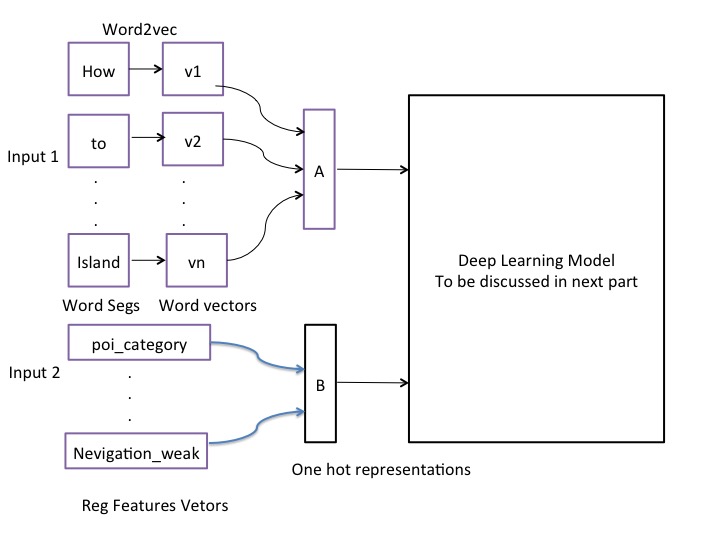 Word2vec
How
v1
Input 1
to
v2
A
.
.
.
.
.
.
Island
vn
Word Segs
Word vectors
Deep Learning Model
To be discussed in next part
Input 2
poi_category
.
.
.
B
Nevigation_weak
One hot representations
Reg Features Vetors